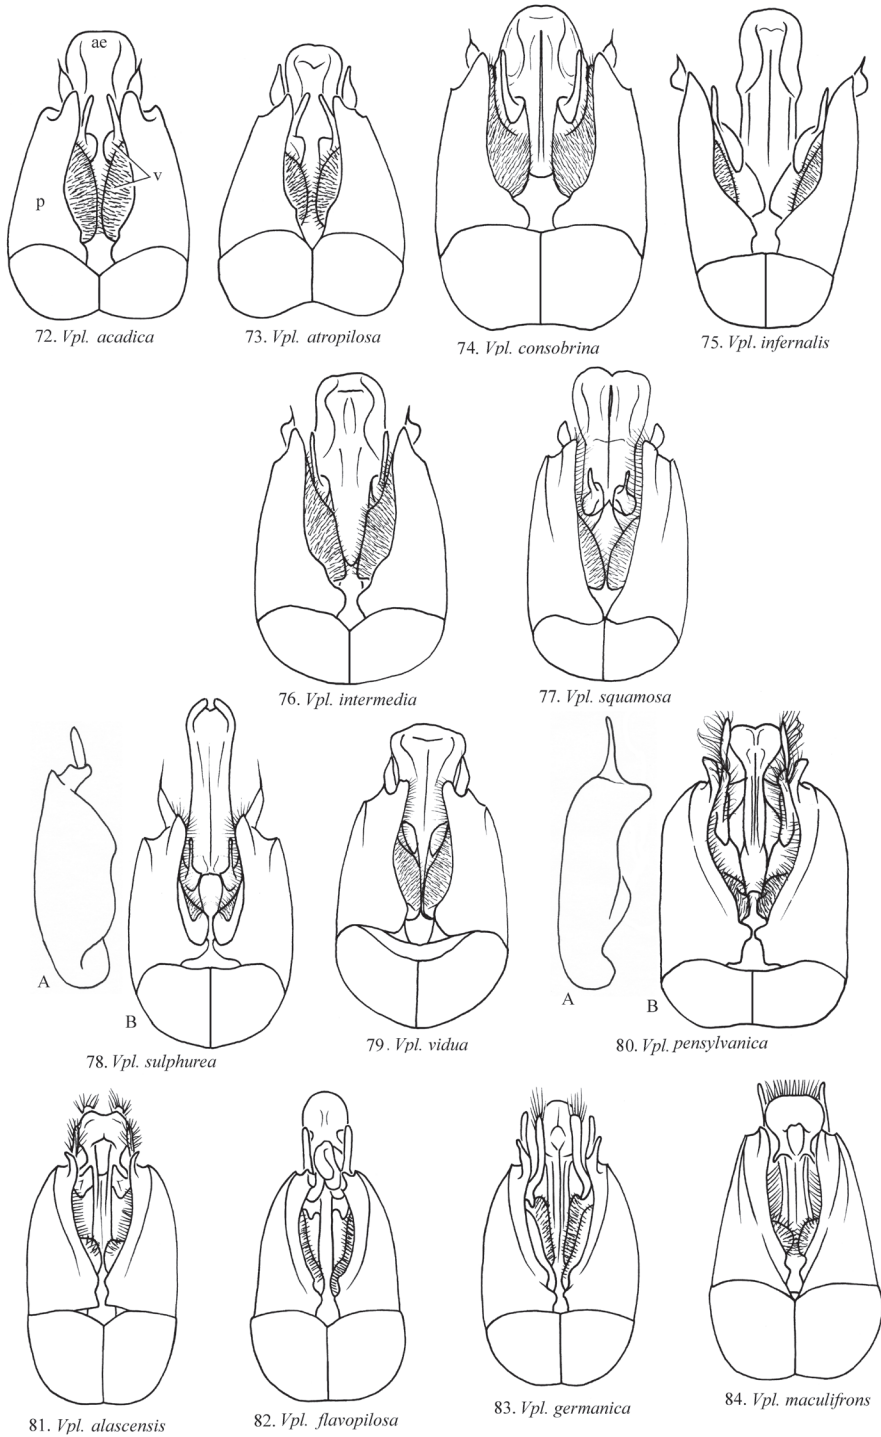 ae
v
p
72. Vpl. acadica
73. Vpl. atropilosa
74. Vpl. consobrina
75. Vpl. infernalis
76. Vpl. intermedia
77. Vpl. squamosa
A
B
78. Vpl. sulphurea
79. Vpl. vidua
A
B
80. Vpl. pensylvanica
81. Vpl. alascensis
82. Vpl. flavopilosa
83. Vpl. germanica
84. Vpl. maculifrons